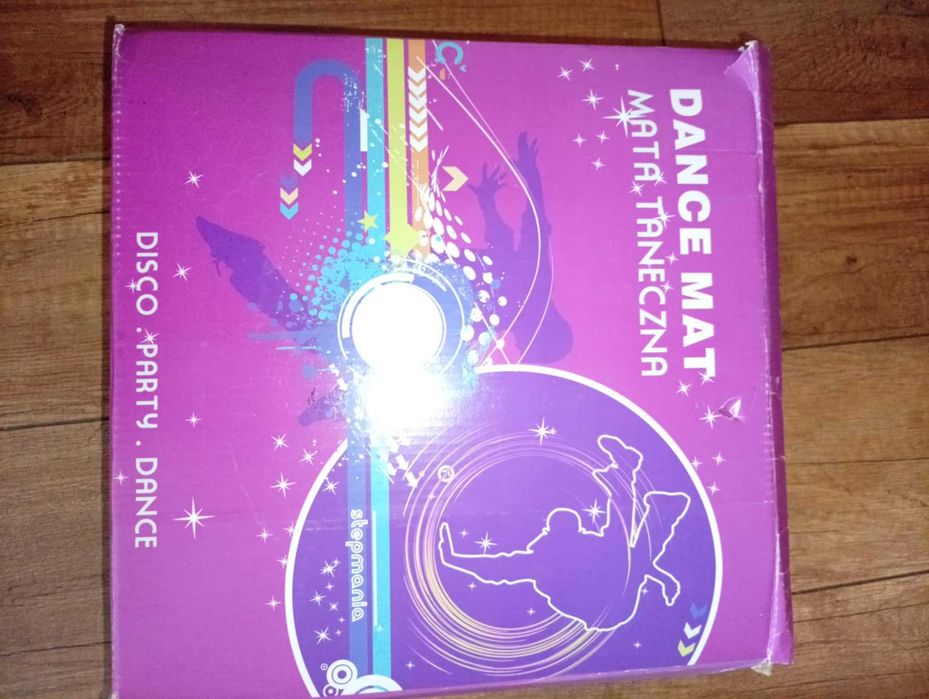 DANCE MAT
MATA TANECZNA
stepmania
DISCO . PARTY . DANCE